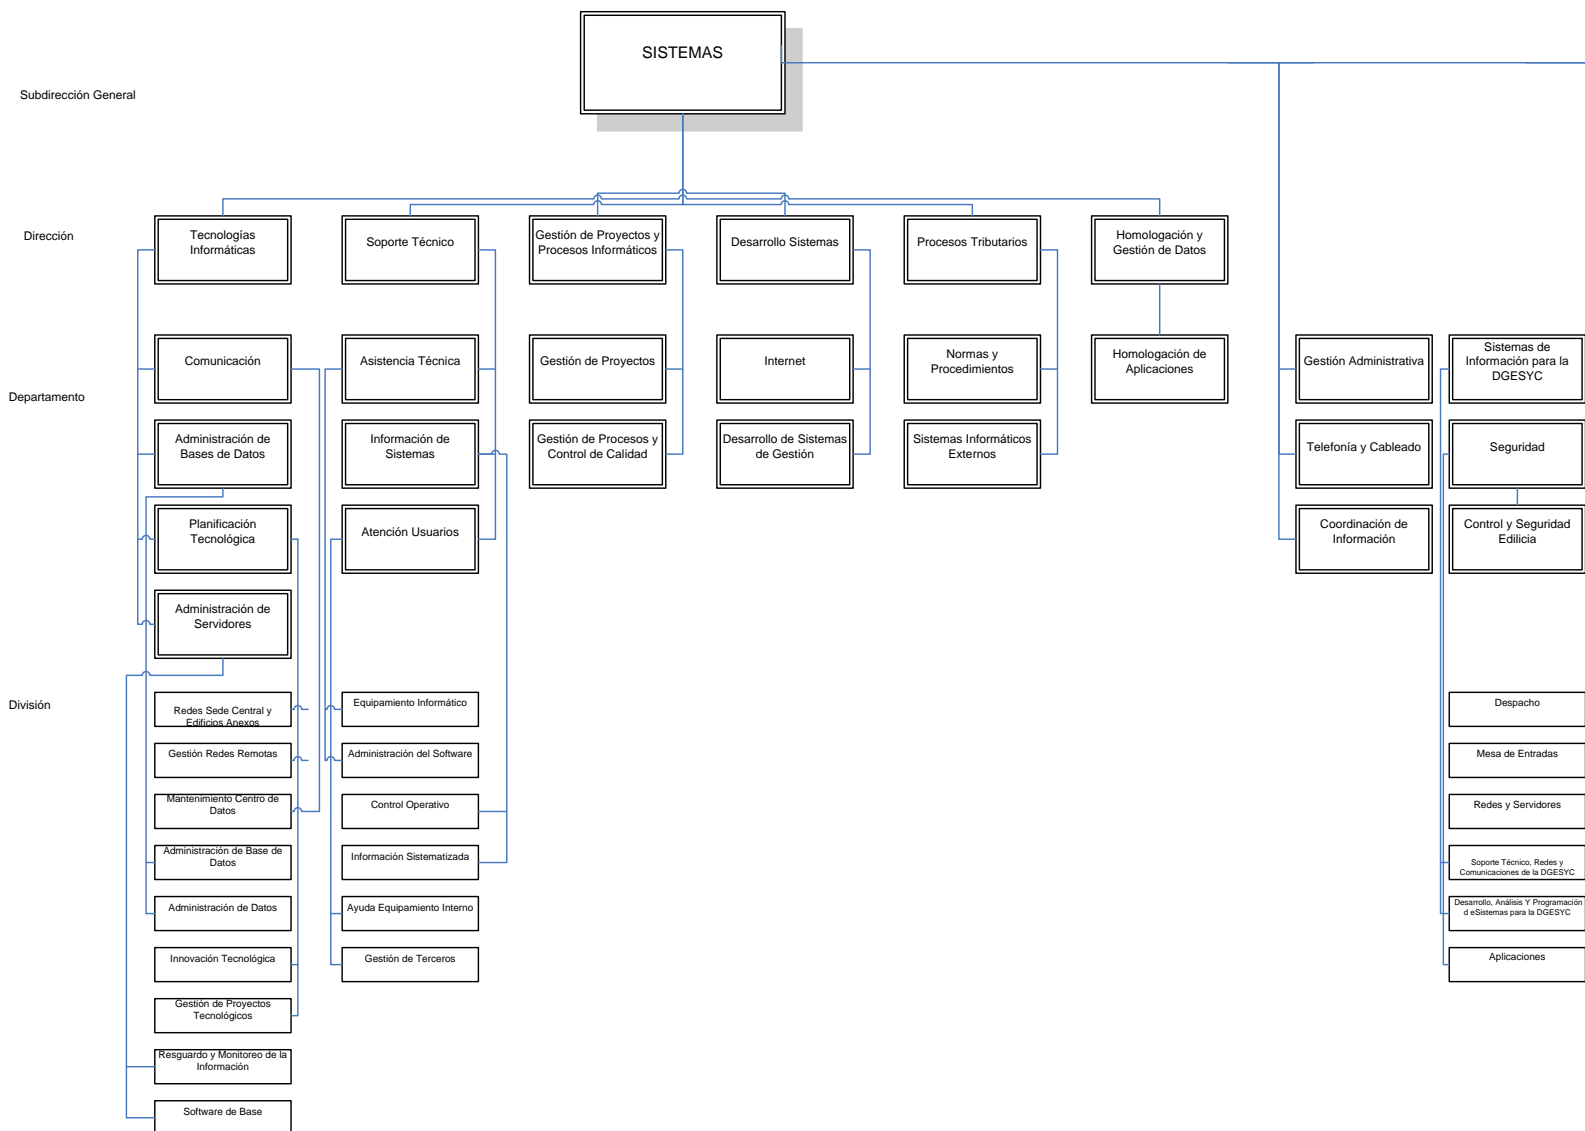 SISTEMAS
Subdirección General
Dirección
Tecnologías
Informáticas
Soporte Técnico
Gestión de Proyectos y
Procesos Informáticos
Desarrollo Sistemas
Procesos Tributarios
Homologación y
Gestión de Datos
Departamento
Comunicación
Asistencia Técnica
Gestión de Proyectos
Internet
Normas y
Procedimientos
Homologación de
Aplicaciones
Gestión Administrativa
Sistemas de
Información para la
DGESYC
Administración de
Bases de Datos
Información de
Sistemas
Gestión de Procesos y
Control de Calidad
Desarrollo de Sistemas
de Gestión
Sistemas Informáticos
Externos
Telefonía y Cableado
Seguridad
Planificación
Tecnológica
Atención Usuarios
Coordinación de
Información
Control y Seguridad
Edilicia
Administración de
Servidores
División
Redes Sede Central y
Edificios Anexos
Equipamiento Informático
Despacho
Gestión Redes Remotas
Administración del Software
Mesa de Entradas
Mantenimiento Centro de
Datos
Control Operativo
Redes y Servidores
Administración de Base de
Datos
Información Sistematizada
Soporte Técnico, Redes y
Comunicaciones de la DGESYC
Administración de Datos
Ayuda Equipamiento Interno
Desarrollo, Análisis Y Programación
d eSistemas para la DGESYC
Innovación Tecnológica
Gestión de Terceros
Aplicaciones
Gestión de Proyectos
Tecnológicos
Resguardo y Monitoreo de la
Información
Software de Base